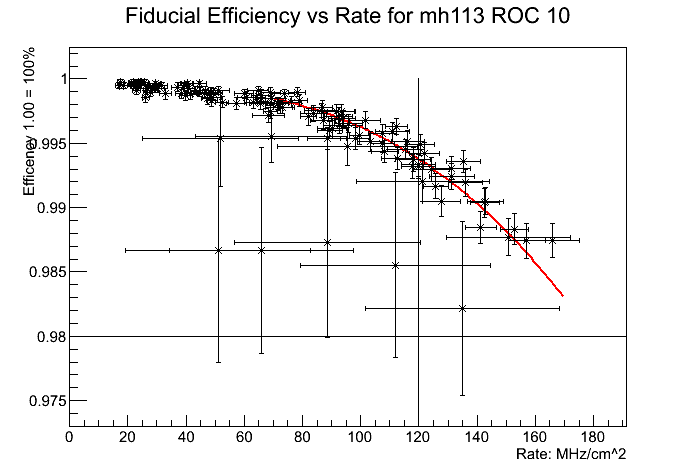 Fiducial Efficiency vs Rate for mh113 ROC 10
Efficency 1.00 = 100%
1
0.995
0.99
0.985
0.98
0.975
0 20 40 60 80 100 120 140 160 180
Rate: MHz/cm^2